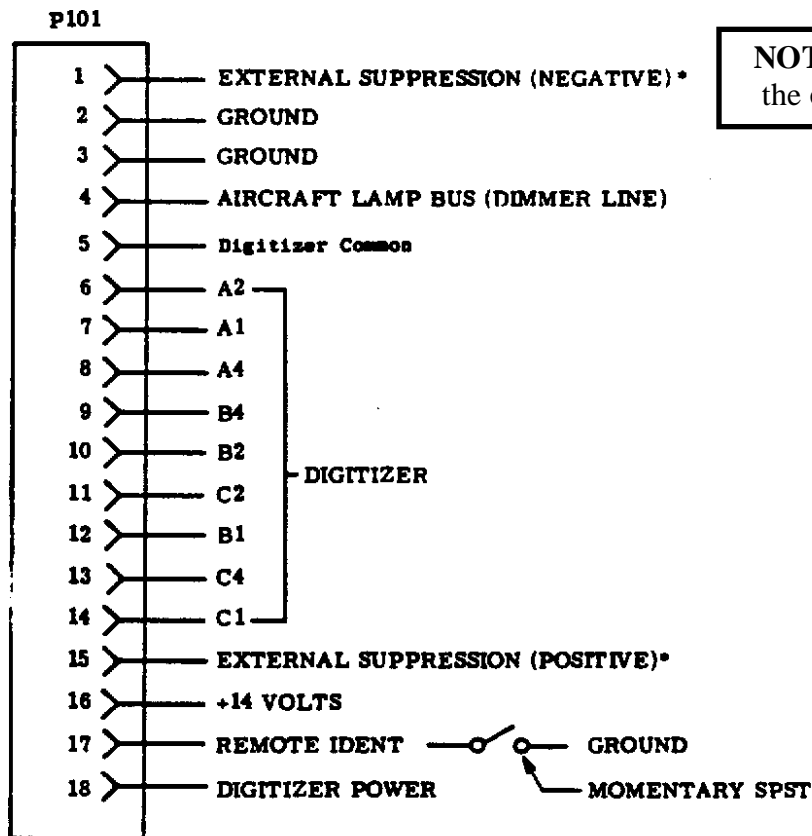 P101
NOT
the
1 EXTERNAL SUPPRESSION (NEGATIVE)*
2 GROUND
3 GROUND
4 AIRCRAFT LAMP BUS (DIMMER LINE)
5 Digitizer Common
6 A2
7 A1
8 A4
9 B4
10 B2
DIGITIZER
11 C2
12 B1
13 C4
14 C1
15 EXTERNAL SUPPRESSION (POSITIVE)*
16 +14 VOLTS
17 REMOTE IDENT GROUND
18 DIGITIZER POWER MOMENTARY SPST